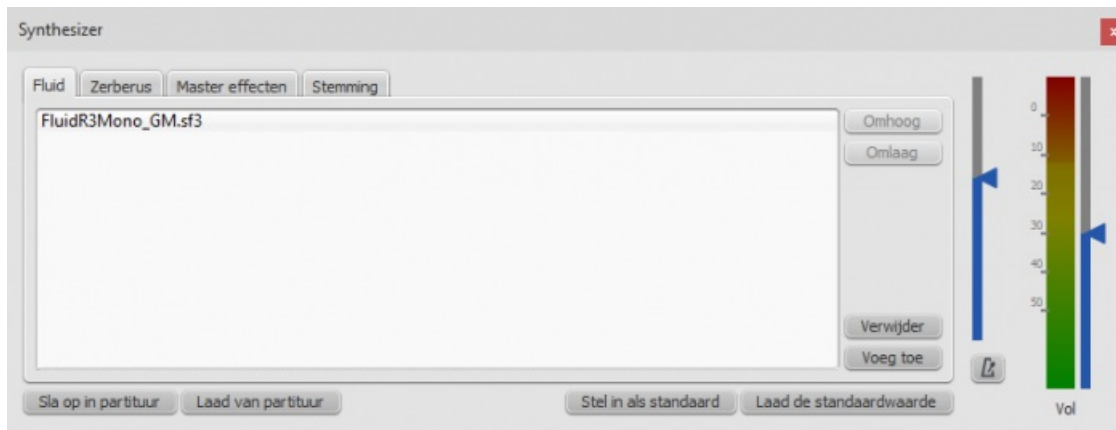 Synthesizer
x
Fluid Zerberus Master effecten Stemming
FluidR3Mono_GM.sf3
Omhoog
Omlaag
Verwijder
Voeg toe
0
10
20
30
40
50
Vol
Sla op in partituur Laad van partituur Stel in als standaard Laad de standaardwaarde